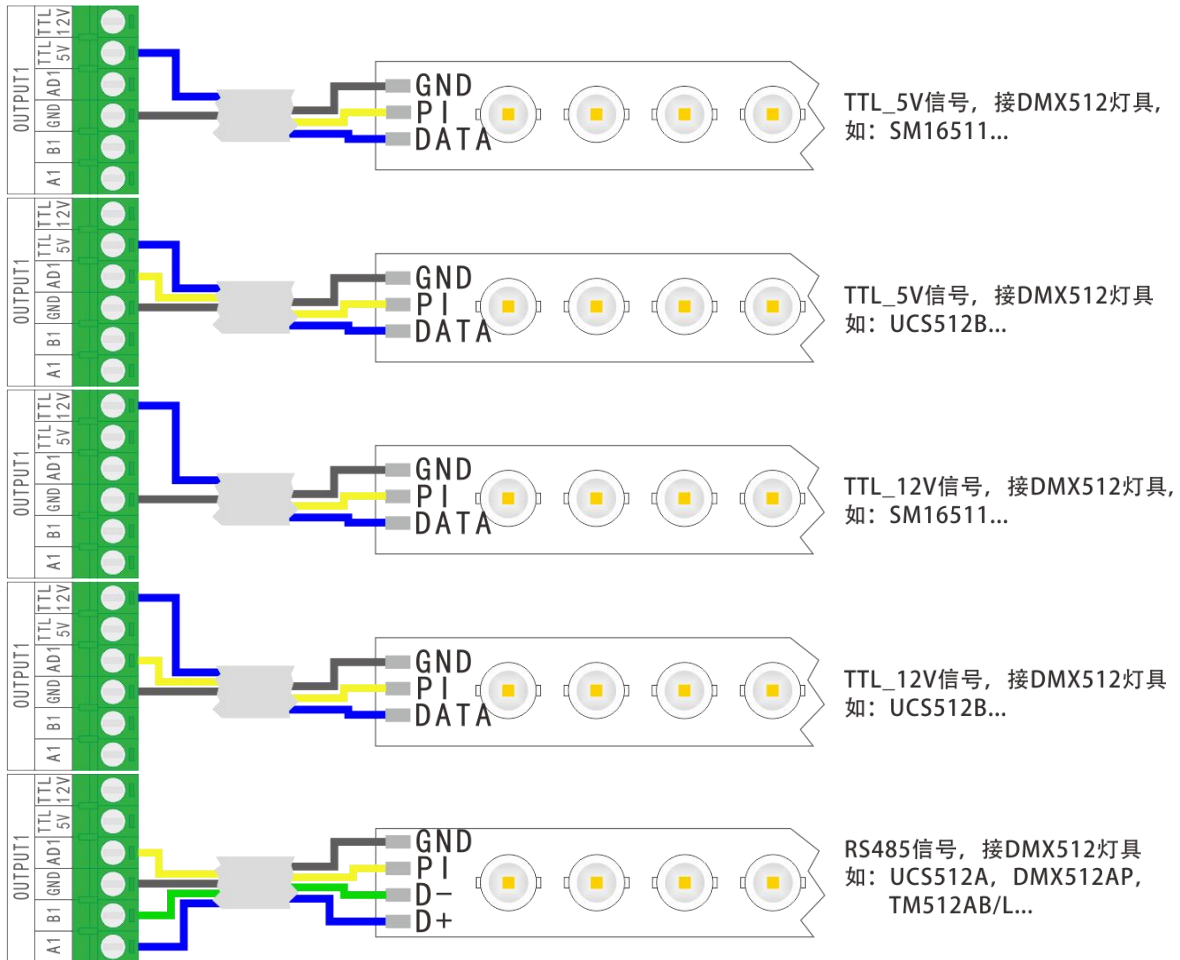 OUTPUT1
TTL 12V
TTL 5V
AD1
GND
B1
A1
GND
PI
DATA
TTL_5V信号，接DMX512灯具，
如：SM16511...
OUTPUT1
TTL 12V
TTL 5V
AD1
GND
B1
A1
GND
PI
DATA
TTL_5V信号，接DMX512灯具
如：UCS512B...
OUTPUT1
TTL 12V
TTL 5V
AD1
GND
B1
A1
GND
PI
DATA
TTL_12V信号，接DMX512灯具，
如：SM16511...
OUTPUT1
TTL 12V
TTL 5V
AD1
GND
B1
A1
GND
PI
DATA
TTL_12V信号，接DMX512灯具
如：UCS512B...
OUTPUT1
TTL 12V
TTL 5V
AD1
GND
B1
A1
GND
PI
D-
D+
RS485信号，接DMX512灯具
如：UCS512A，DMX512AP，
TM512AB/L...